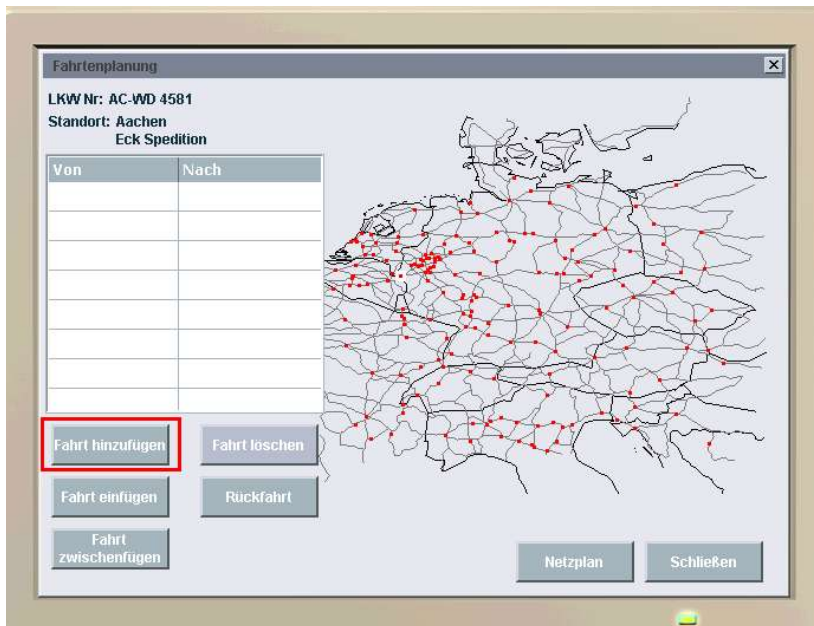 Fahrtenplanung
LKW Nr: AC-WD 4581
Standort: Aachen
Eck Spedition
Von Nach
Fahrt hinzufügen
Fahrt löschen
Fahrt einfügen
Rückfahrt
Fahrt
zwischenfügen
Netzplan
Schließen